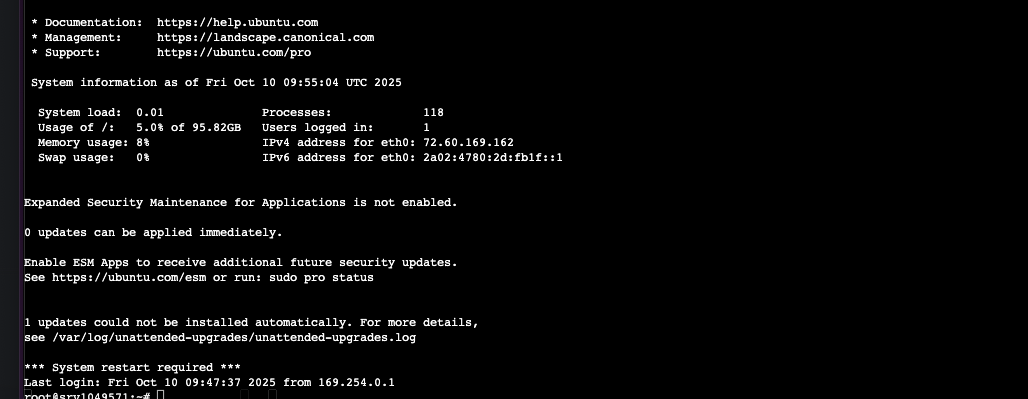 * Documentation:  https://help.ubuntu.com
* Management:     https://landscape.canonical.com
* Support:        https://ubuntu.com/pro
System information as of Fri Oct 10 09:55:04 UTC 2025
System load:  0.01              Processes:             118
Usage of /:   5.0% of 95.82GB   Users logged in:       1
Memory usage: 8%                IPv4 address for eth0: 72.60.169.162
Swap usage:   0%                IPv6 address for eth0: 2a02:4780:2d:fb1f::1
Expanded Security Maintenance for Applications is not enabled.
0 updates can be applied immediately.
Enable ESM Apps to receive additional future security updates.
See https://ubuntu.com/esm or run: sudo pro status
1 updates could not be installed automatically. For more details,
see /var/log/unattended-upgrades/unattended-upgrades.log
*** System restart required ***
Last login: Fri Oct 10 09:47:37 2025 from 169.254.0.1
root@srv1049571:~#